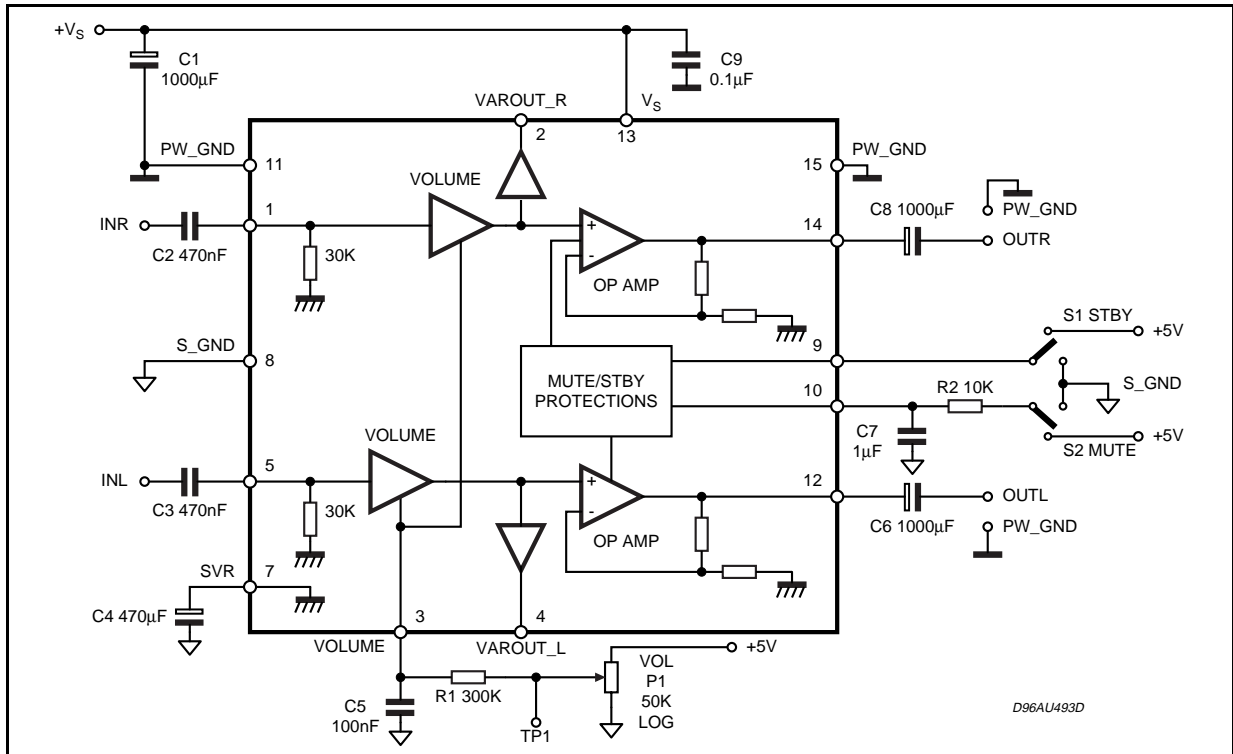 +VS
C1
1000µF
C9
0.1µF
VAROUT_R
VS
2
13
PW_GND
11
15
PW_GND
VOLUME
INR
1
C2 470nF
30K
+
-
OP AMP
14
C8 1000µF
PW_GND
OUTR
S1 STBY
+5V
S_GND
8
9
MUTE/STBY
PROTECTIONS
10
R2 10K
S_GND
C7
1µF
S2 MUTE
+5V
VOLUME
INL
5
C3 470nF
30K
+
-
OP AMP
12
OUTL
C6 1000µF
PW_GND
SVR
7
C4 470µF
3
4
VOLUME
VAROUT_L
+5V
R1 300K
VOL
P1
50K
LOG
C5
100nF
TP1
D96AU493D